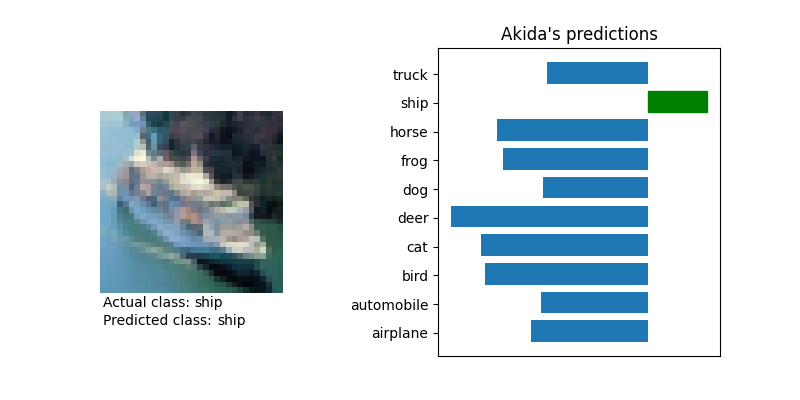 Akida's predictions
truck
ship
horse
frog
dog
deer
cat
bird
automobile
airplane
Actual class: ship
Predicted class: ship